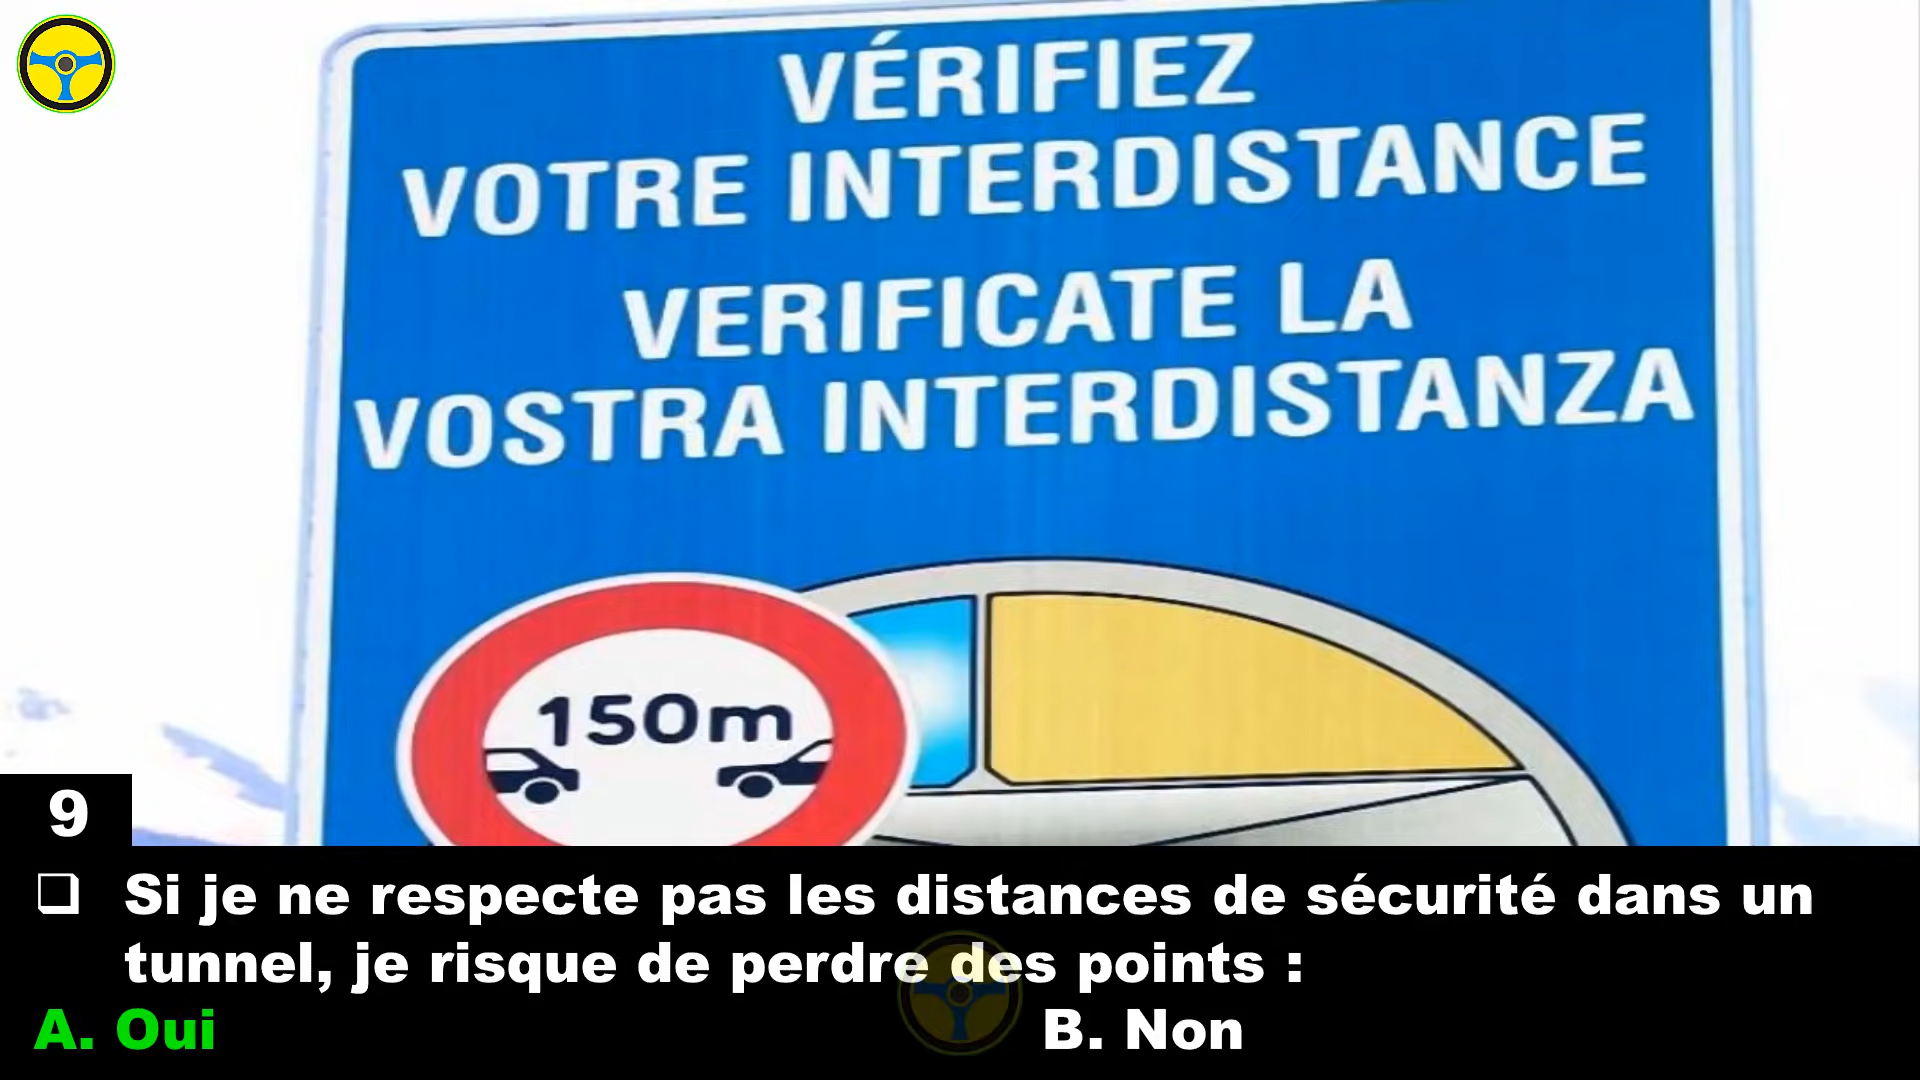 VÉRIFIEZ
VOTRE INTERDISTANCE
VERIFICATE LA
VOSTRA INTERDISTANZA
150m
9
❑ Si je ne respecte pas les distances de sécurité dans un
tunnel, je risque de perdre des points :
A. Oui B. Non